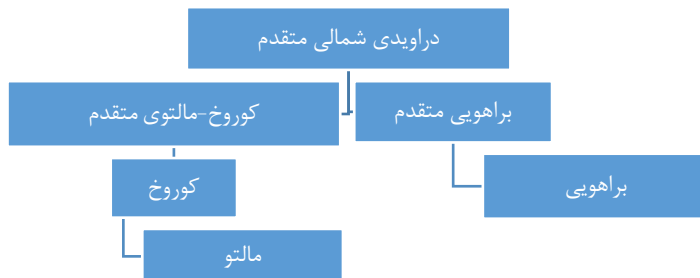 دراویدی شمالی متقدم
براهویی متقدم
کوروخ-مالتوی متقدم
براهویی
کوروخ
مالتو